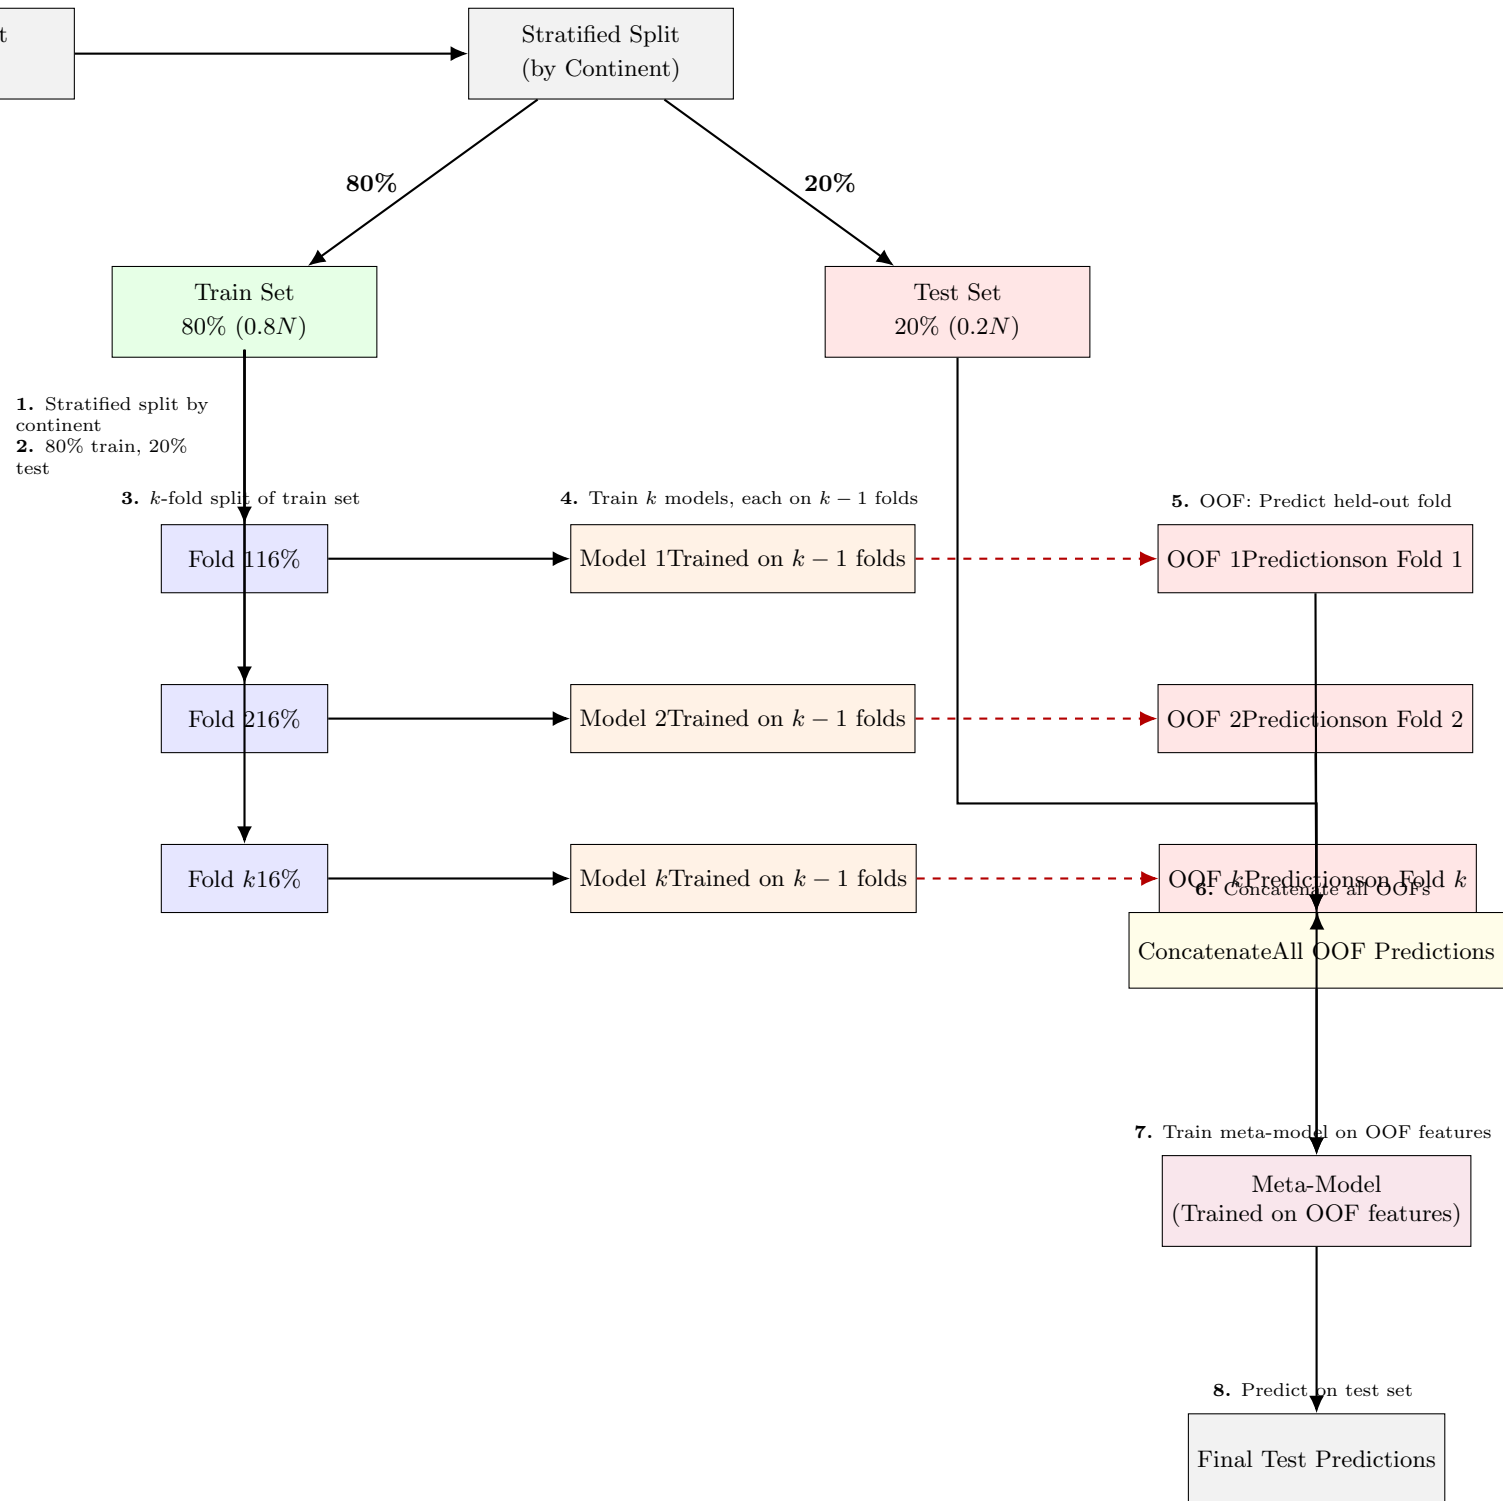 t
Stratified Split
(by Continent)
80%
20%
Train Set
80% (0.8N)
Test Set
20% (0.2N)
1. Stratified split by
continent
2. 80% train, 20%
test
3. k-fold split of train set
4. Train k models, each on k − 1 folds
5. OOF: Predict held-out fold
Fold 116%
Model 1Trained on k − 1 folds
OOF 1Predictionson Fold 1
Fold 216%
Model 2Trained on k − 1 folds
OOF 2Predictionson Fold 2
Fold k16%
Model kTrained on k − 1 folds
OOF kPredictionson Fold k
6. Concatenate all OOFs
ConcatenateAll OOF Predictions
7. Train meta-model on OOF features
Meta-Model
(Trained on OOF features)
8. Predict on test set
Final Test Predictions